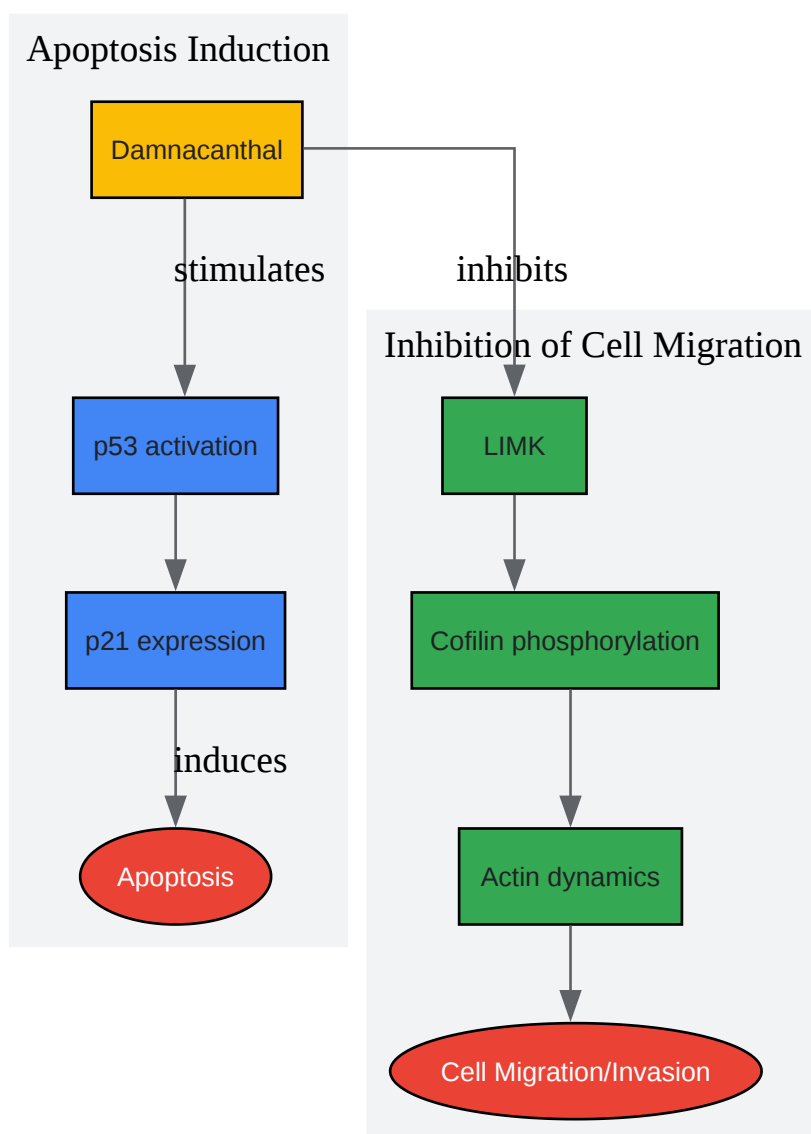 Apoptosis Induction
Damnacanthal
stimulates
inhibits
Inhibition of Cell Migration
p53 activation
LIMK
p21 expression
Cofilin phosphorylation
induces
Apoptosis
Actin dynamics
Cell Migration/Invasion